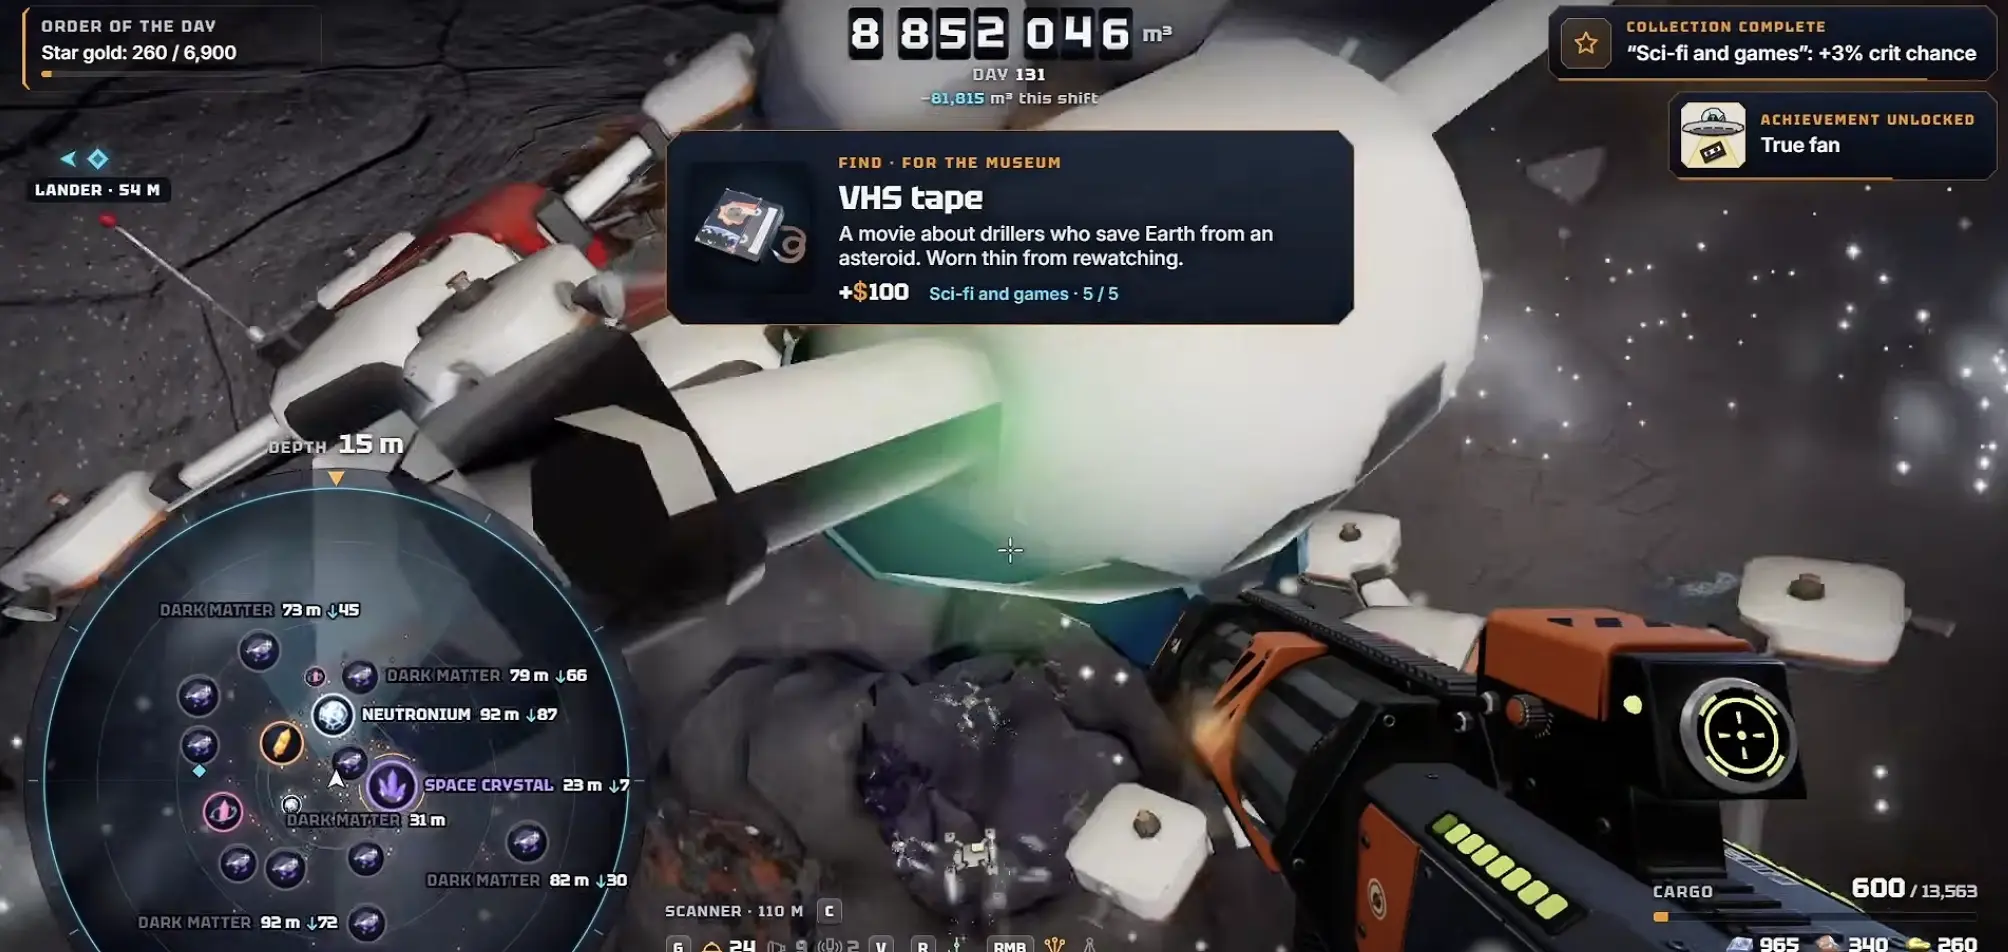 ORDER OF THE DAY
Star gold: 260 / 6,900
8 852 046 m³
DAY 131
-81,815 m³ this shift
COLLECTION COMPLETE
“Sci-fi and games”: +3% crit chance
ACHIEVEMENT UNLOCKED
True fan
LANDER · 54 M
FIND · FOR THE MUSEUM
VHS tape
A movie about drillers who save Earth from an
asteroid. Worn thin from rewatching.
+$100 Sci-fi and games · 5 / 5
DEPTH 15 m
DARK MATTER 73 m ↓45
DARK MATTER 79 m ↓66
NEUTRONIUM 92 m ↓87
SPACE CRYSTAL 23 m ↓7
DARK MATTER 31 m
DARK MATTER 82 m ↓30
DARK MATTER 92 m ↓72
SCANNER · 110 M C
G 24 9 2 V R RMB
CARGO 600 / 13,563
965 340 260